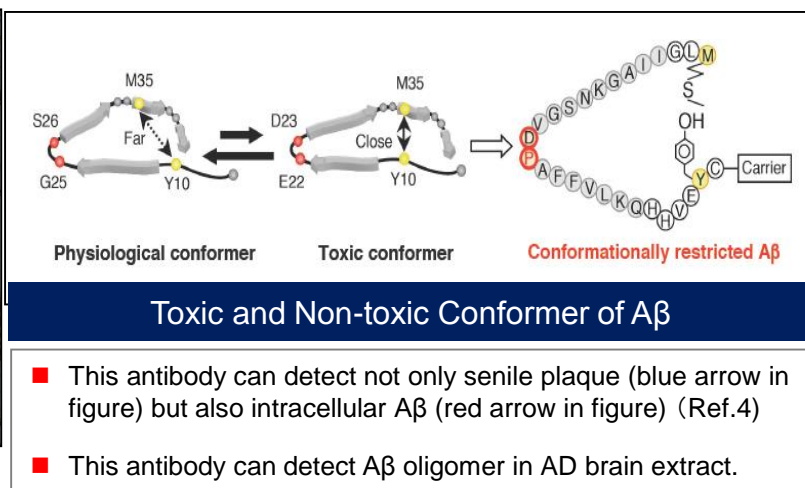 M35
S26
Far
G25
Y10
M35
D23
Close
E22
Y10
D V G S N K G A I I G L M
S
OH
P A F F V L K Q H H V E Y C
Carrier
Physiological conformer
Toxic conformer
Conformationally restricted Aβ
Toxic and Non-toxic Conformer of Aβ
■ This antibody can detect not only senile plaque (blue arrow in
figure) but also intracellular Aβ (red arrow in figure)（Ref.4)
■ This antibody can detect Aβ oligomer in AD brain extract.